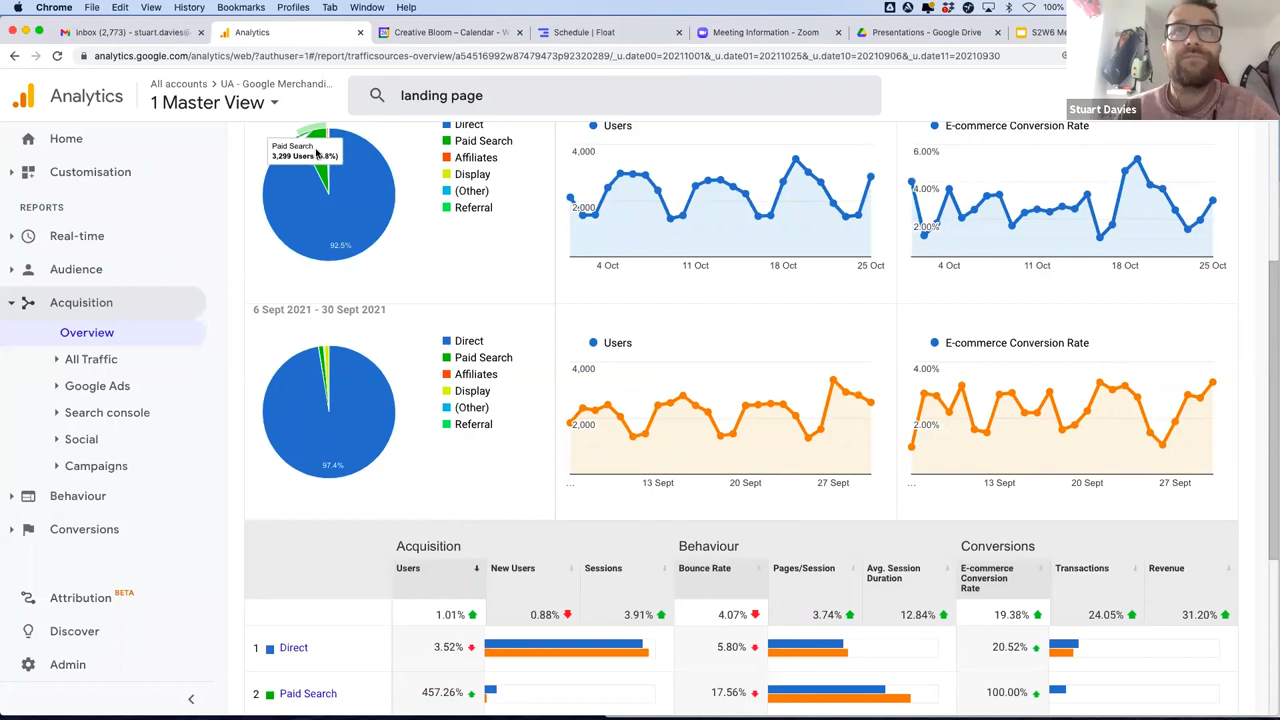 Chrome File Edit View History Bookmarks Profiles Tab Window Help 100%
Inbox (2,773) - stuart.davies@ Analytics Creative Bloom – Calendar - W Schedule | Float Meeting Information - Zoom Presentations - Google Drive S2W6 M
analytics.google.com/analytics/web/?authuser=1#/report/trafficsources-overview/a54516992w87479473p92320289/_u.date00=20211001&_u.date01=20211025&_u.date10=20210906&_u.date11=20210930
Analytics
All accounts > UA - Google Merchandi...
1 Master View
landing page
Stuart Davies
Home
Customisation
REPORTS
Real-time
Audience
Acquisition
Overview
All Traffic
Google Ads
Search console
Social
Campaigns
Behaviour
Conversions
Attribution BETA
Discover
Admin
Paid Search
3,299 Users (6.8%)
92.5%
Direct
Paid Search
Affiliates
Display
(Other)
Referral
Users
4,000
2,000
4 Oct 11 Oct 18 Oct 25 Oct
E-commerce Conversion Rate
6.00%
4.00%
2.00%
4 Oct 11 Oct 18 Oct 25 Oct
6 Sept 2021 - 30 Sept 2021
97.4%
Direct
Paid Search
Affiliates
Display
(Other)
Referral
Users
4,000
2,000
... 13 Sept 20 Sept 27 Sept
E-commerce Conversion Rate
4.00%
2.00%
... 13 Sept 20 Sept 27 Sept
Acquisition Behaviour Conversions
Users New Users Sessions Bounce Rate Pages/Session Avg. Session Duration E-commerce Conversion Rate Transactions Revenue
1.01% 0.88% 3.91% 4.07% 3.74% 12.84% 19.38% 24.05% 31.20%
1 Direct 3.52% 5.80% 20.52%
2 Paid Search 457.26% 17.56% 100.00%